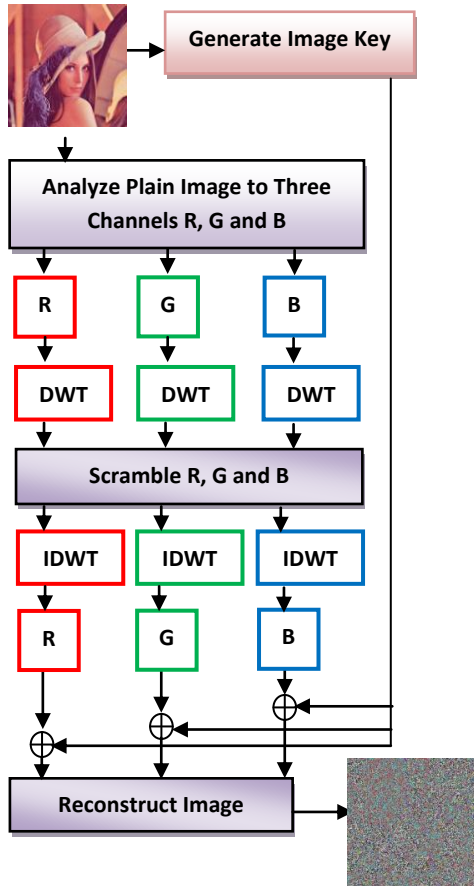 Generate Image Key
Analyze Plain Image to Three
Channels R, G and B
R
G
B
DWT
DWT
DWT
Scramble R, G and B
IDWT
IDWT
IDWT
R
G
B
Reconstruct Image